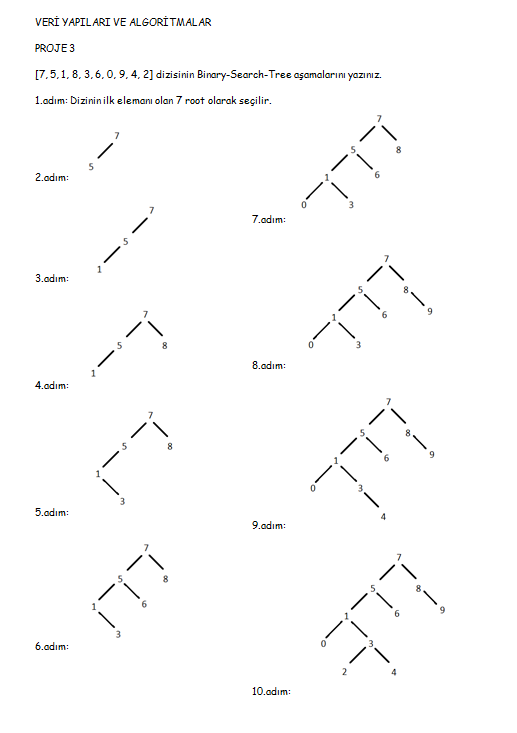 VERİ YAPILARI VE ALGORİTMALAR
PROJE 3
[7, 5, 1, 8, 3, 6, 0, 9, 4, 2] dizisinin Binary-Search-Tree aşamalarını yazınız.
1.adım: Dizinin ilk elemanı olan 7 root olarak seçilir.
7
5
2.adım:
7
5
1
3.adım:
7
5 8
1
4.adım:
7
5 8
1
3
5.adım:
7
5 8
1 6
3
6.adım:
7
5 8
1 6
0 3
7.adım:
7
5 8
1 6 9
0 3
8.adım:
7
5 8
1 6 9
0 3
4
9.adım:
7
5 8
1 6 9
0 3
2 4
10.adım: